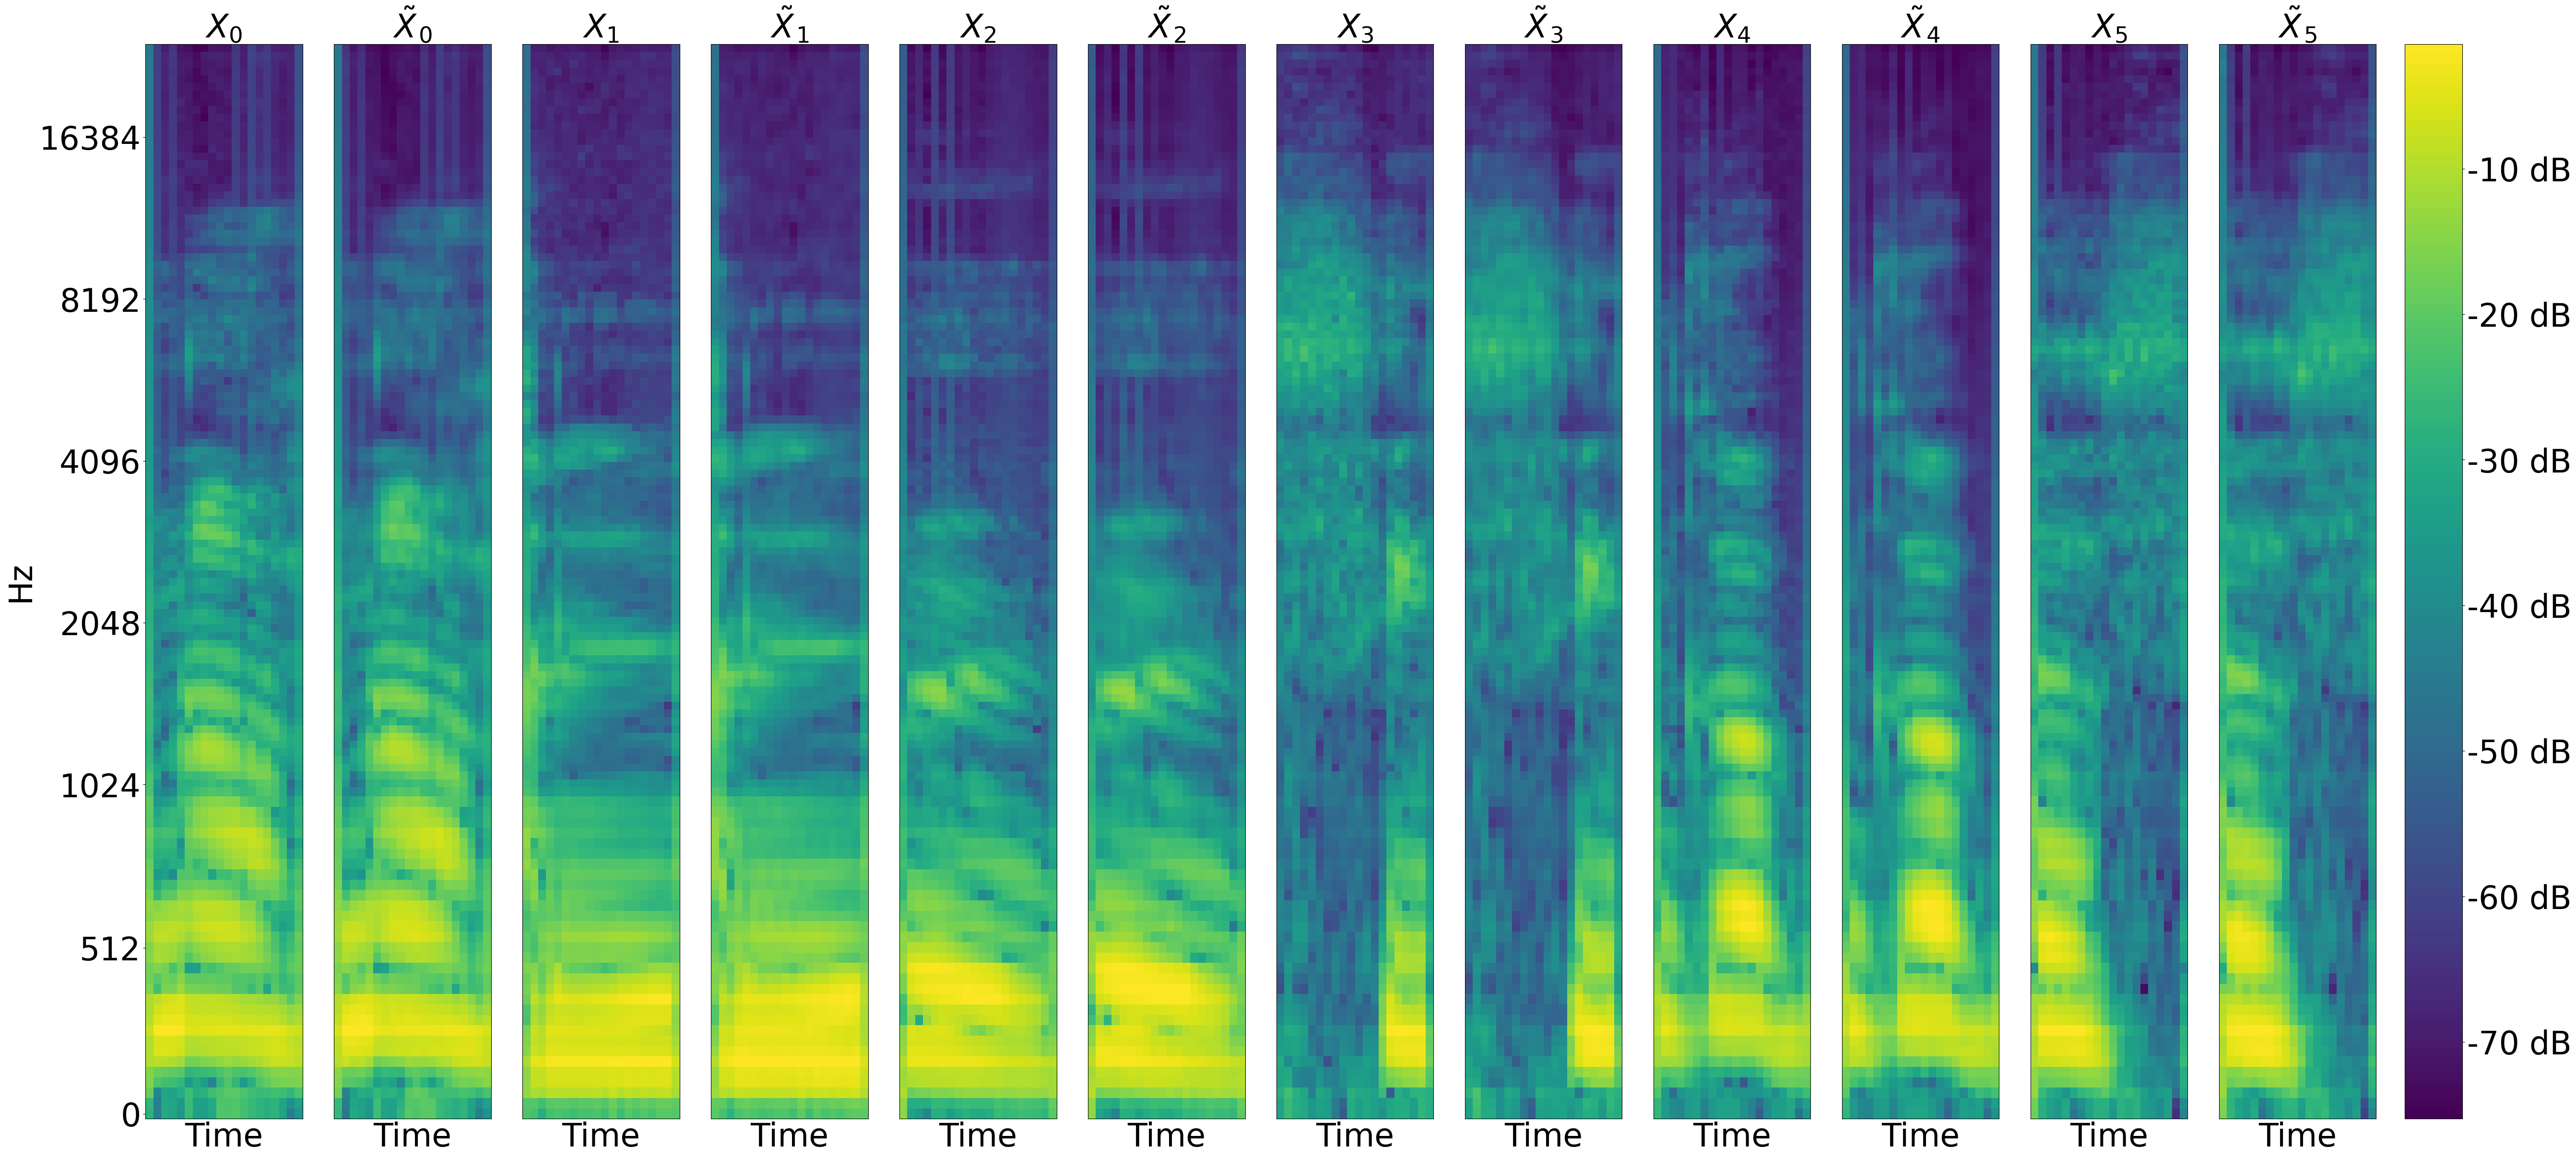 X₀ X̃₀ X₁ X̃₁ X₂ X̃₂ X₃ X̃₃ X₄ X̃₄ X₅ X̃₅
16384
8192
4096
2048
1024
512
0
Hz
-10 dB
-20 dB
-30 dB
-40 dB
-50 dB
-60 dB
-70 dB
Time Time Time Time Time Time Time Time Time Time Time Time